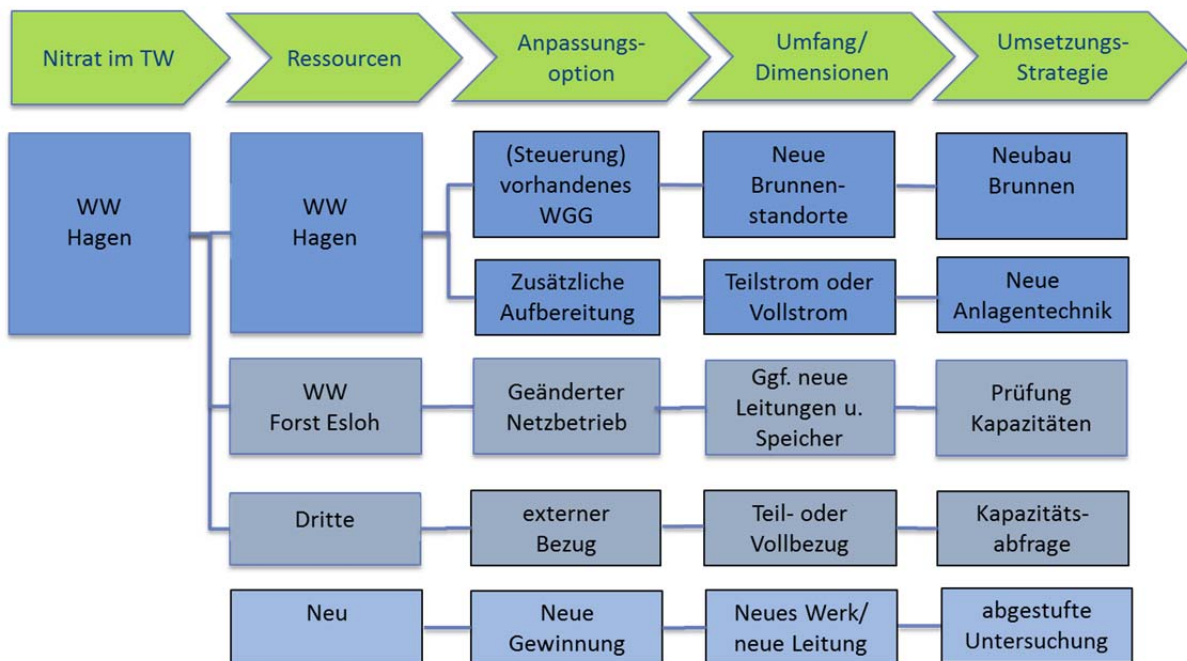 Nitrat im TW
Ressourcen
Anpassungs-
option
Umfang/
Dimensionen
Umsetzungs-
Strategie
WW
Hagen
WW
Hagen
(Steuerung)
vorhandenes
WGG
Neue
Brunnen-
standorte
Neubau
Brunnen
Zusätzliche
Aufbereitung
Teilstrom oder
Vollstrom
Neue
Anlagentechnik
WW
Forst Esloh
Geänderter
Netzbetrieb
Ggf. neue
Leitungen u.
Speicher
Prüfung
Kapazitäten
Dritte
externer
Bezug
Teil- oder
Vollbezug
Kapazitäts-
abfrage
Neu
Neue
Gewinnung
Neues Werk/
neue Leitung
abgestufte
Untersuchung